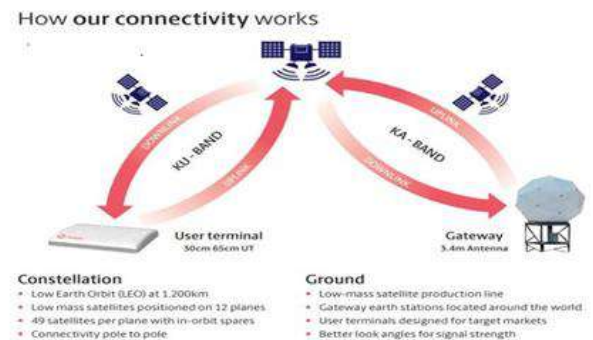 How our connectivity works
DOWNLINK
KU - BAND
UPLINK
UPLINK
KA - BAND
DOWNLINK
User terminal
30cm 65cm UT
Gateway
3.4m Antenna
Constellation
• Low Earth Orbit (LEO) at 1.200km
• Low mass satellites positioned on 12 planes
• 49 satellites per plane with in-orbit spares
• Connectivity pole to pole
Ground
• Low-mass satellite production line
• Gateway earth stations located around the world
• User terminals designed for target markets
• Better look angles for signal strength